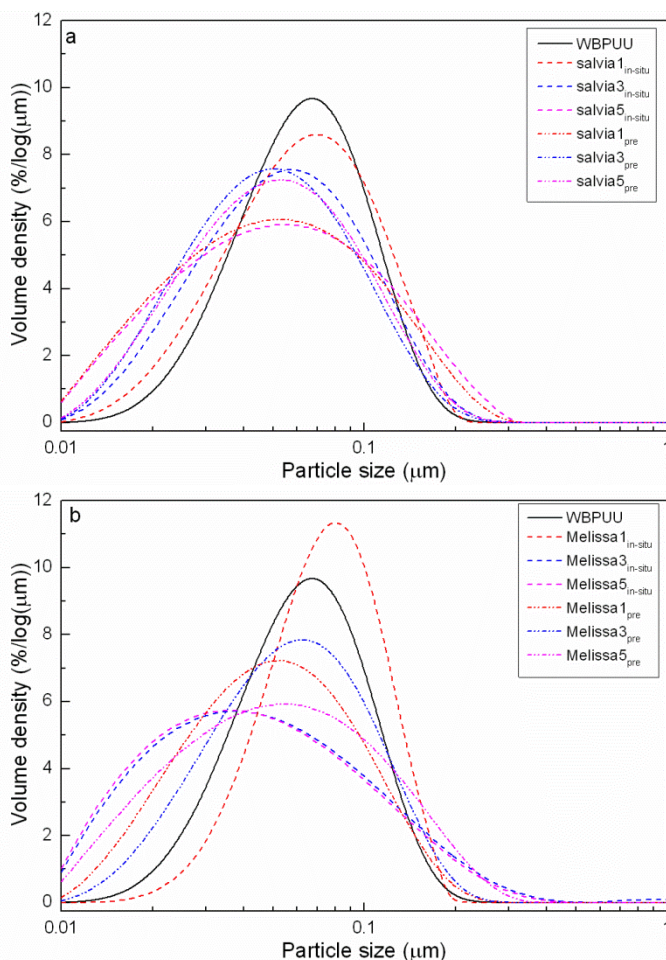 a
WBPUU
salvia1in-situ
salvia3in-situ
salvia5in-situ
salvia1pre
salvia3pre
salvia5pre
Volume density (%/log(μm))
12
10
8
6
4
2
0
0.01
0.1
1
Particle size (μm)
b
WBPUU
Melissa1in-situ
Melissa3in-situ
Melissa5in-situ
Melissa1pre
Melissa3pre
Melissa5pre
Volume density (%/log(μm))
12
10
8
6
4
2
0
0.01
0.1
1
Particle size (μm)